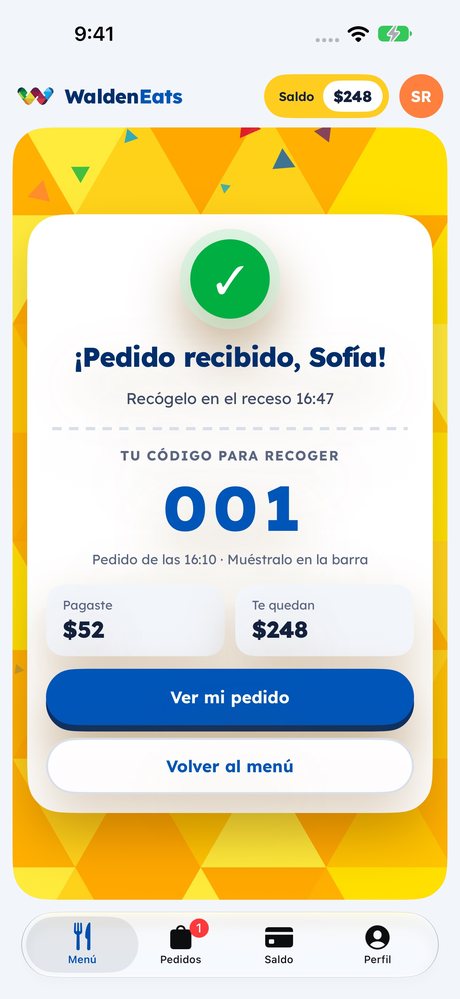 9:41
WaldenEats
Saldo $248
SR
¡Pedido recibido, Sofía!
Recógelo en el receso 16:47
TU CÓDIGO PARA RECOGER
001
Pedido de las 16:10 · Muéstralo en la barra
Pagaste Te quedan
$52 $248
Ver mi pedido
Volver al menú
1
Menú Pedidos Saldo Perfil